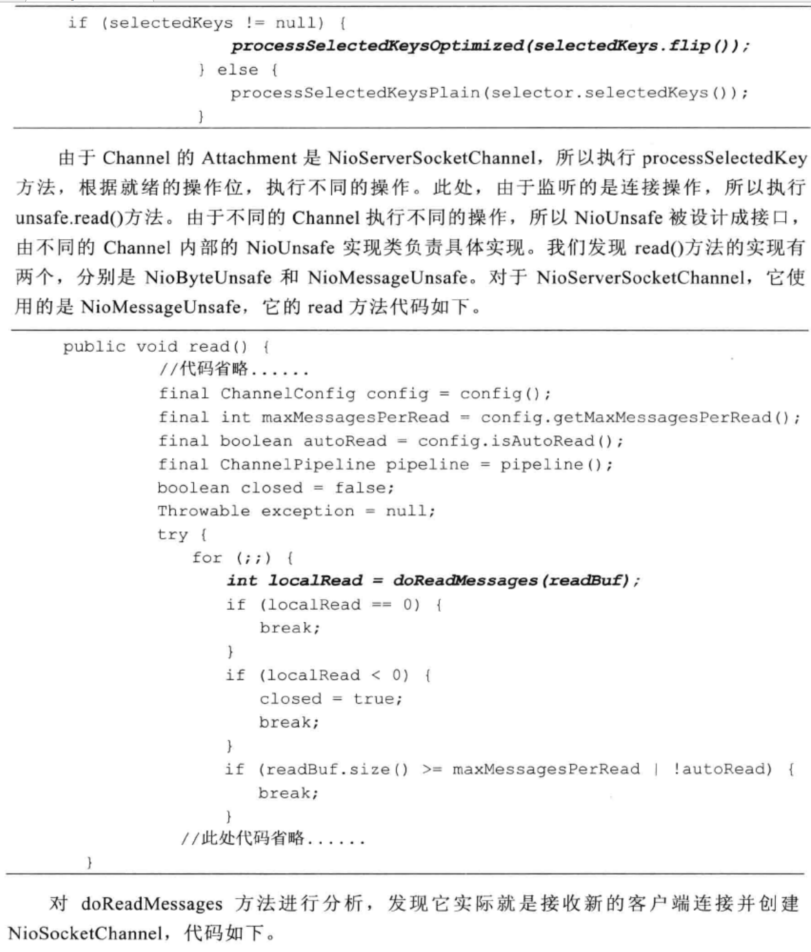 if (selectedKeys != null) {
processSelectedKeysOptimized(selectedKeys.flip());
} else {
processSelectedKeysPlain(selector.selectedKeys());
}
由于 Channel 的 Attachment 是 NioServerSocketChannel，所以执行 processSelectedKey
方法，根据就绪的操作位，执行不同的操作。此处，由于监听的是连接操作，所以执行
unsafe.read()方法。由于不同的 Channel 执行不同的操作，所以 NioUnsafe 被设计成接口，
由不同的 Channel 内部的 NioUnsafe 实现类负责具体实现。我们发现 read()方法的实现有
两个，分别是 NioByteUnsafe 和 NioMessageUnsafe。对于 NioServerSocketChannel，它使
用的是 NioMessageUnsafe，它的 read 方法代码如下。
public void read() {
//代码省略......
final ChannelConfig config = config();
final int maxMessagesPerRead = config.getMaxMessagesPerRead();
final boolean autoRead = config.isAutoRead();
final ChannelPipeline pipeline = pipeline();
boolean closed = false;
Throwable exception = null;
try {
for (;;) {
int localRead = doReadMessages(readBuf);
if (localRead == 0) {
break;
}
if (localRead < 0) {
closed = true;
break;
}
if (readBuf.size() >= maxMessagesPerRead | !autoRead) {
break;
}
//此处代码省略......
}
对 doReadMessages 方法进行分析，发现它实际就是接收新的客户端连接并创建
NioSocketChannel，代码如下。